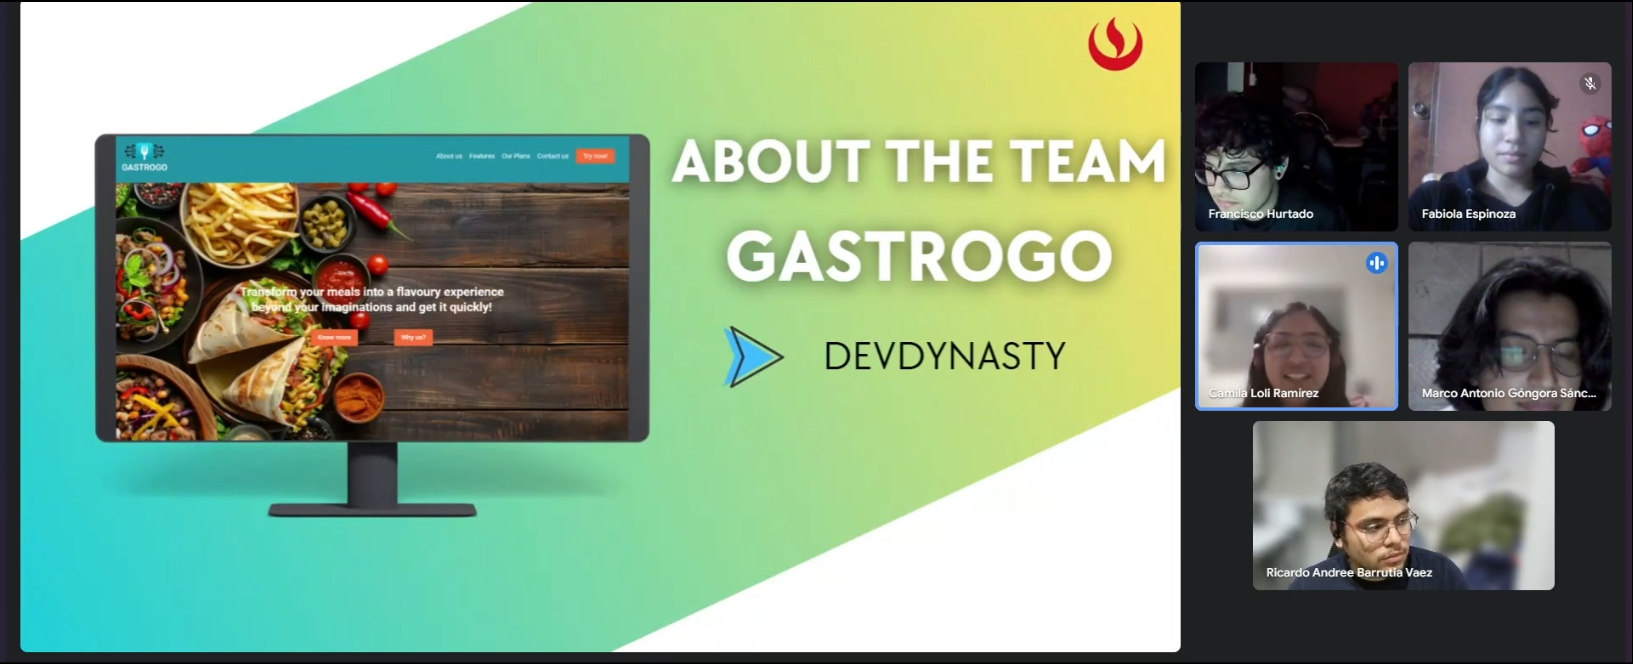 GASTROGO
About us Features Our Plans Contact us Try now!
Transform your meals into a flavoury experience
beyond your imaginations and get it quickly!
Know more Why us?
ABOUT THE TEAM
GASTROGO
DEVDYNASTY
Francisco Hurtado
Fabiola Espinoza
Camila Loli Ramírez
Marco Antonio Góngora Sánc...
Ricardo Andree Barrutia Vaez